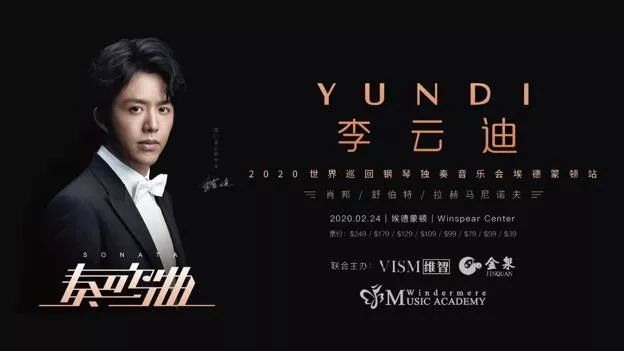 YUNDI
李云迪
2020世界巡回钢琴独奏音乐会埃德蒙顿站
肖邦/舒伯特/拉赫马尼诺夫
2020.02.24 | 埃德蒙顿 | Winspear Center
票价: $249 / $179 / $129 / $109 / $99 / $79 / $59 / $39
SONATA
奏鸣曲
联合主办: VISM 维智 金泉 JINQUAN
Windermere
MUSIC ACADEMY